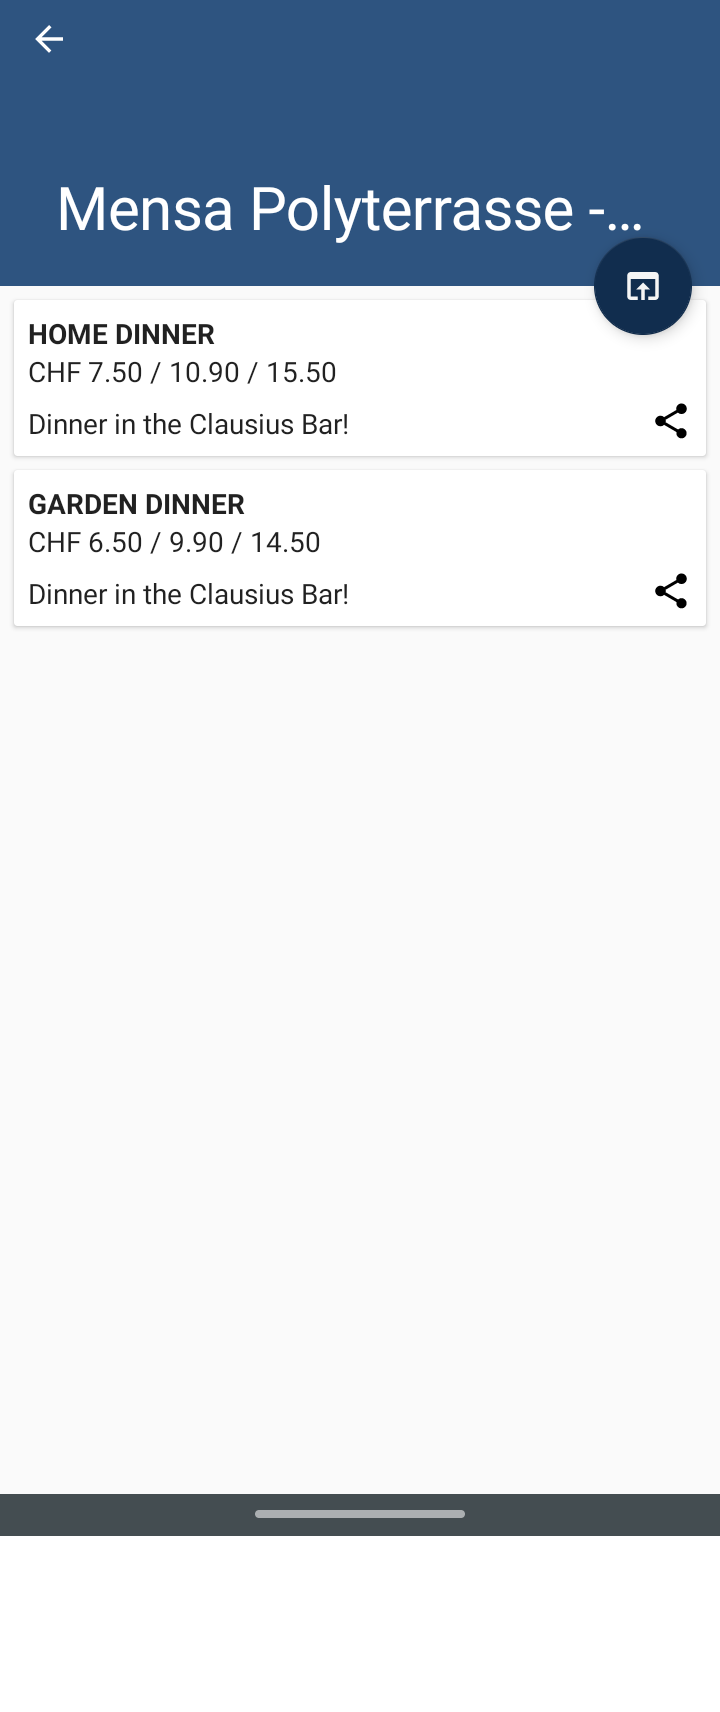 Mensa Polyterrasse -...
HOME DINNER
CHF 7.50 / 10.90 / 15.50
Dinner in the Clausius Bar!
GARDEN DINNER
CHF 6.50 / 9.90 / 14.50
Dinner in the Clausius Bar!